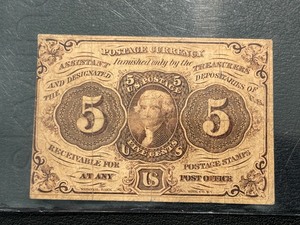 POSTAGE CURRENCY
Furnished only by the
ASSISTANT TREASURERS
AND DESIGNATED DEPOSITARIES OF
THE U.S.
U.S. POSTAGE
5 5
5 5
FIVE CENTS
RECEIVABLE FOR POSTAGE STAMPS
AT ANY US POST OFFICE